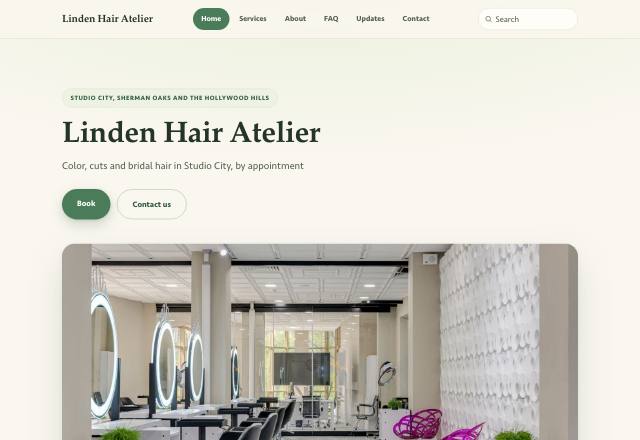 Linden Hair Atelier
Home Services About FAQ Updates Contact
Search
STUDIO CITY, SHERMAN OAKS AND THE HOLLYWOOD HILLS
Linden Hair Atelier
Color, cuts and bridal hair in Studio City, by appointment
Book Contact us